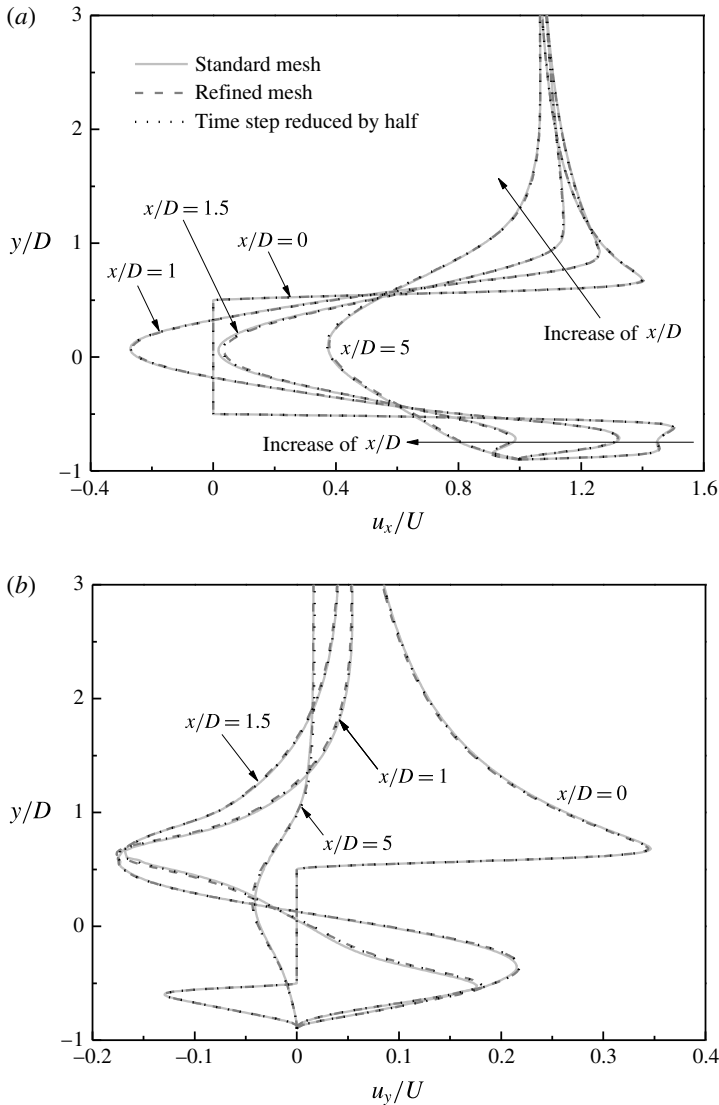 (a)
3
2
1
0
−1
y/D
Standard mesh
Refined mesh
Time step reduced by half
x/D = 1.5
x/D = 0
x/D = 1
Increase of x/D
x/D = 5
Increase of x/D
−0.4 0 0.4 0.8 1.2 1.6
u_x/U
(b)
3
2
1
0
−1
y/D
x/D = 1.5
x/D = 1
x/D = 0
x/D = 5
−0.2 −0.1 0 0.1 0.2 0.3 0.4
u_y/U